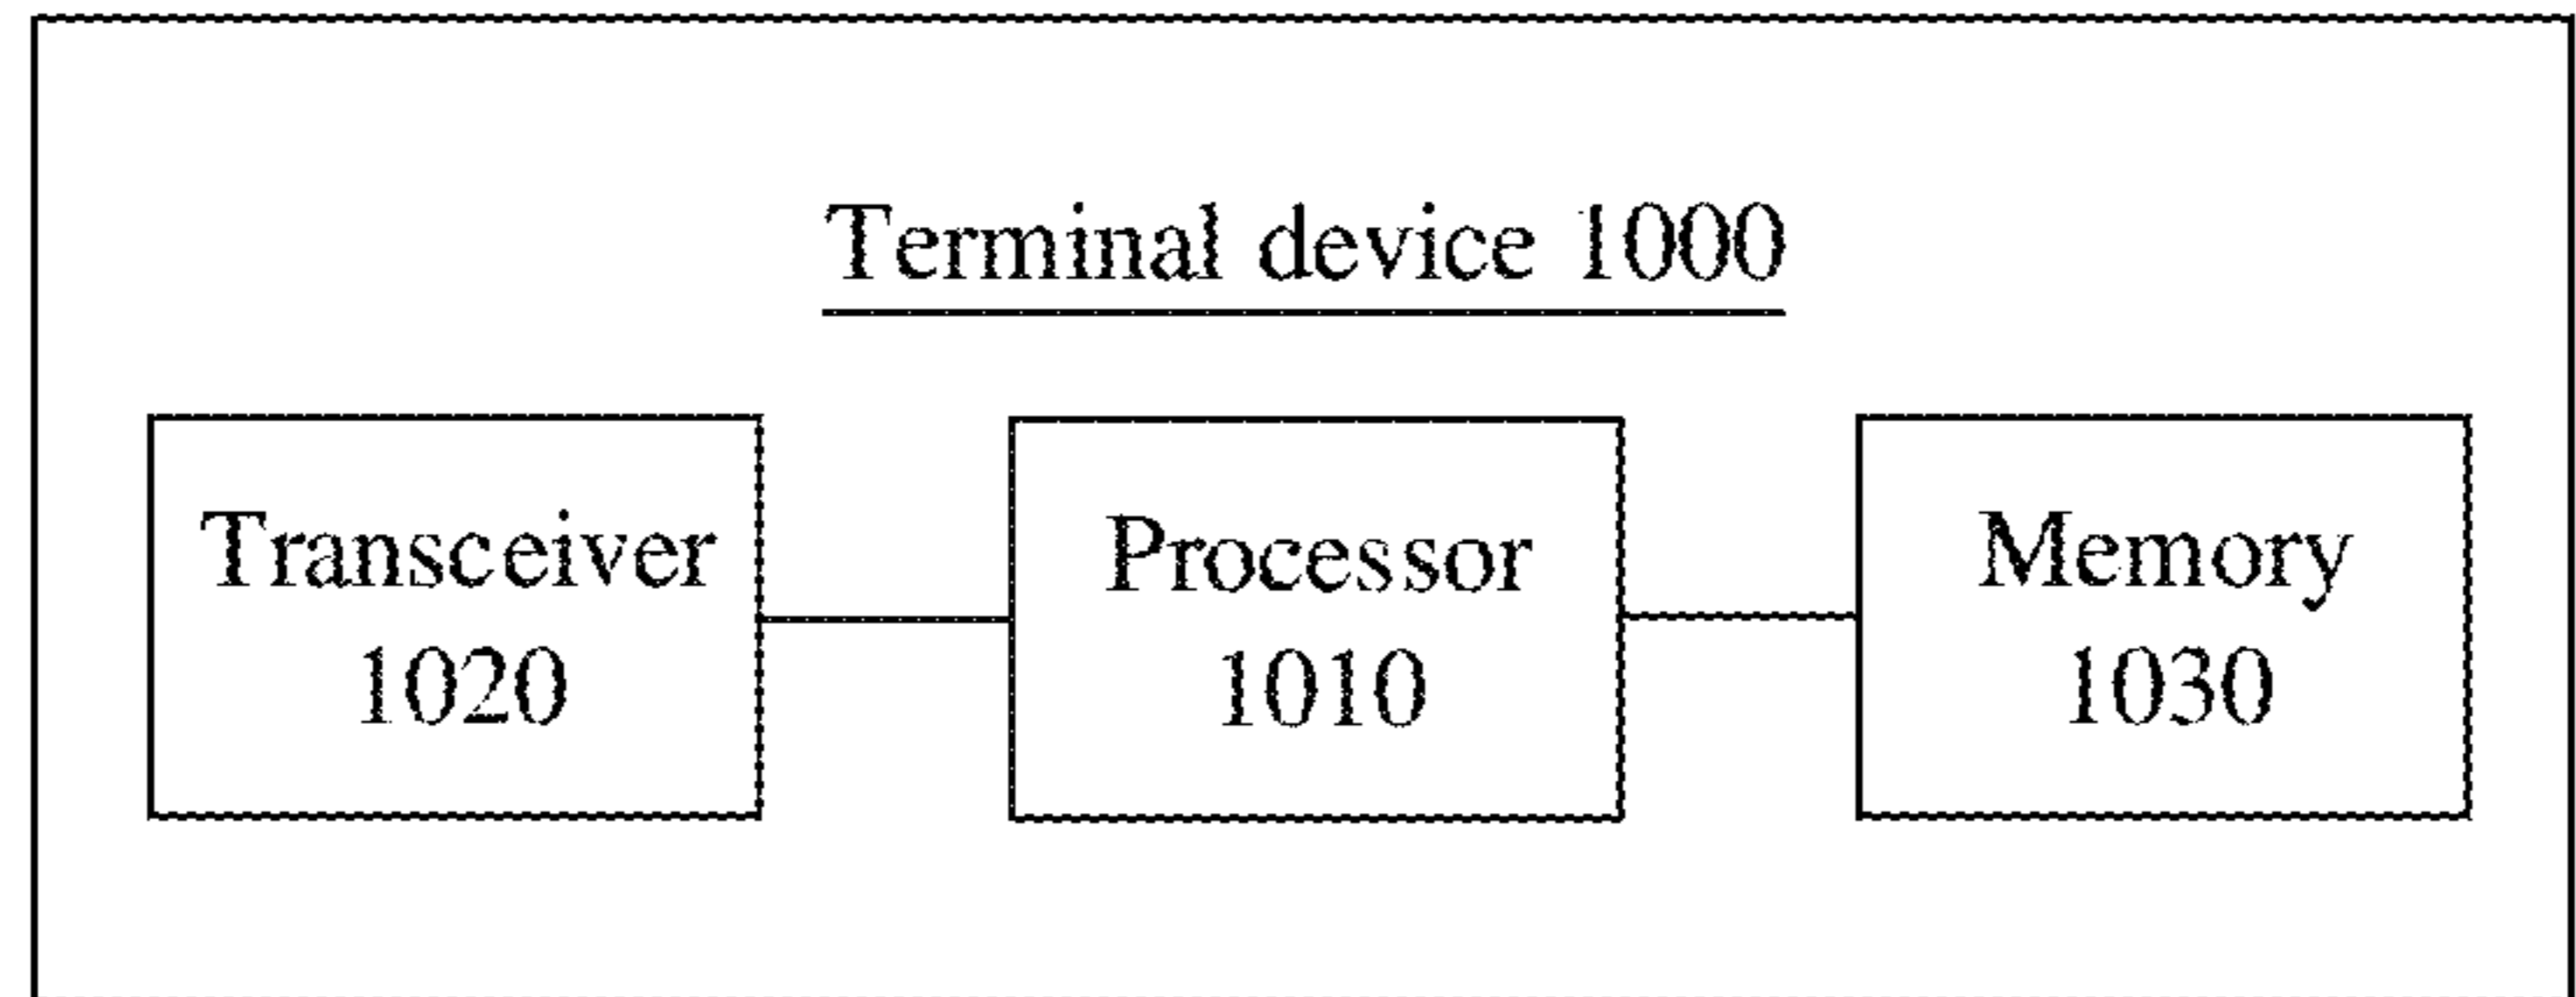 Terminal device 1000
Transceiver
1020
Processor
1010
Memory
1030